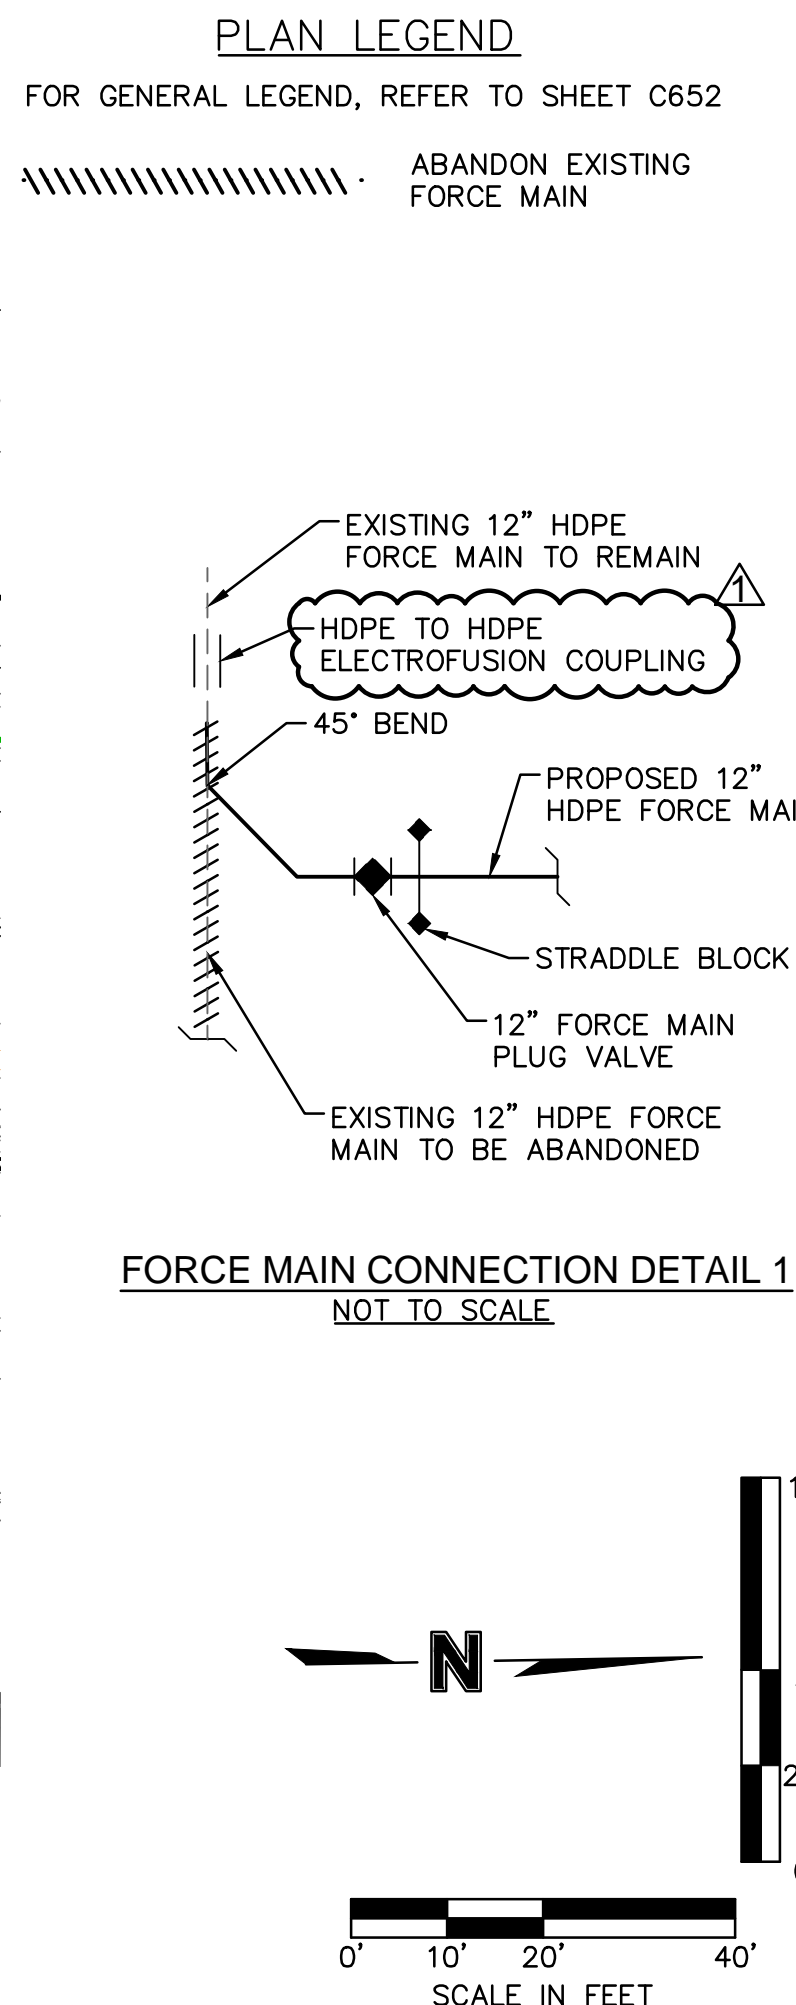 PLAN LEGEND
FOR GENERAL LEGEND, REFER TO SHEET C652
ABANDON EXISTING
FORCE MAIN
EXISTING 12" HDPE
FORCE MAIN TO REMAIN
1
HDPE TO HDPE
ELECTROFUSION COUPLING
45° BEND
PROPOSED 12"
HDPE FORCE
STRADDLE BLOCK
12" FORCE MAIN
PLUG VALVE
EXISTING 12" HDPE FORCE
MAIN TO BE ABANDONED
FORCE MAIN CONNECTION DETAIL 1
NOT TO SCALE
N
0' 10' 20' 40'
SCALE IN FEET